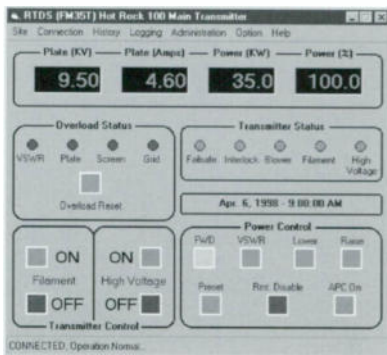 RTDS (FM35T) Hot Rock 100 Main Transmitter
Site Connection History Logging Administration Option Help
Plate (KV) Plate (Amps) Power (KW) Power (%)
9.50 4.60 35.0 100.0
Overload Status
VSWR Plate Screen Grid
Overload Reset
Transmitter Status
Failsafe Interlock Blower Filament High Voltage
Apr. 6, 1998 - 9:00:00 AM
ON ON
Filament High Voltage
OFF OFF
Transmitter Control
Power Control
FWD VSWR Lower Raise
Preset Rmt. Disable APC On
CONNECTED, Operation Normal...